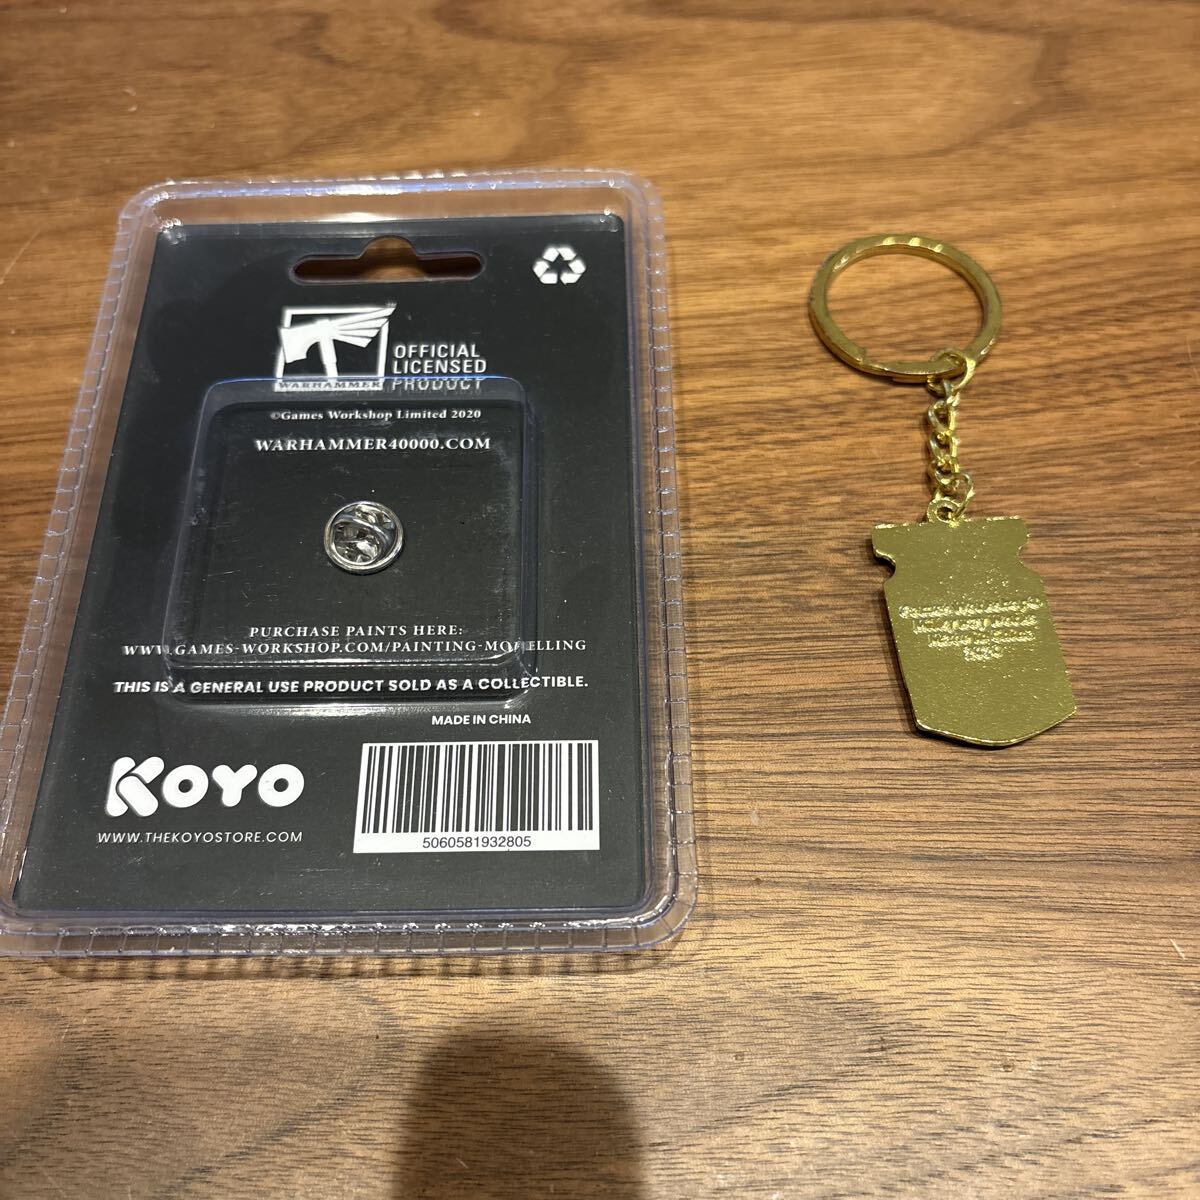 WARHAMMER
™
OFFICIAL
LICENSED
PRODUCT
©Games Workshop Limited 2020
WARHAMMER40000.COM
PURCHASE PAINTS HERE:
WWW.GAMES-WORKSHOP.COM/PAINTING-MODELLING
THIS IS A GENERAL USE PRODUCT SOLD AS A COLLECTIBLE.
MADE IN CHINA
KOYO
WWW.THEKOYOSTORE.COM
5060581932805